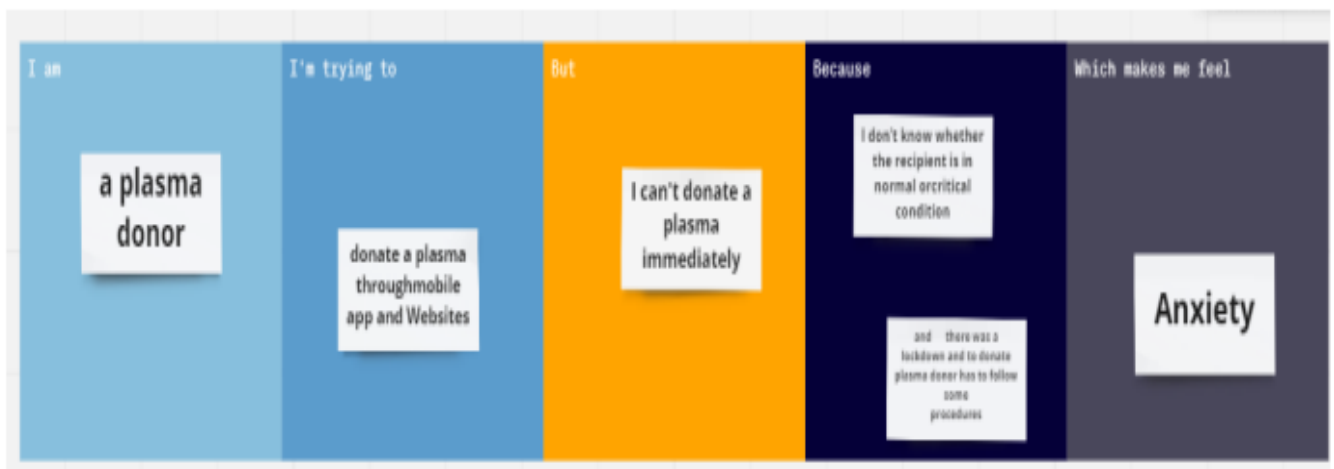 I am
a plasma
donor
I'm trying to
donate a plasma
throughmobile
app and Websites
But
I can't donate a
plasma
immediately
Because
I don't know whether
the recipient is in
normal orcritical
condition
and there was a
lockdown and to donate
plasma donor has to follow
some
procedures
Which makes me feel
Anxiety